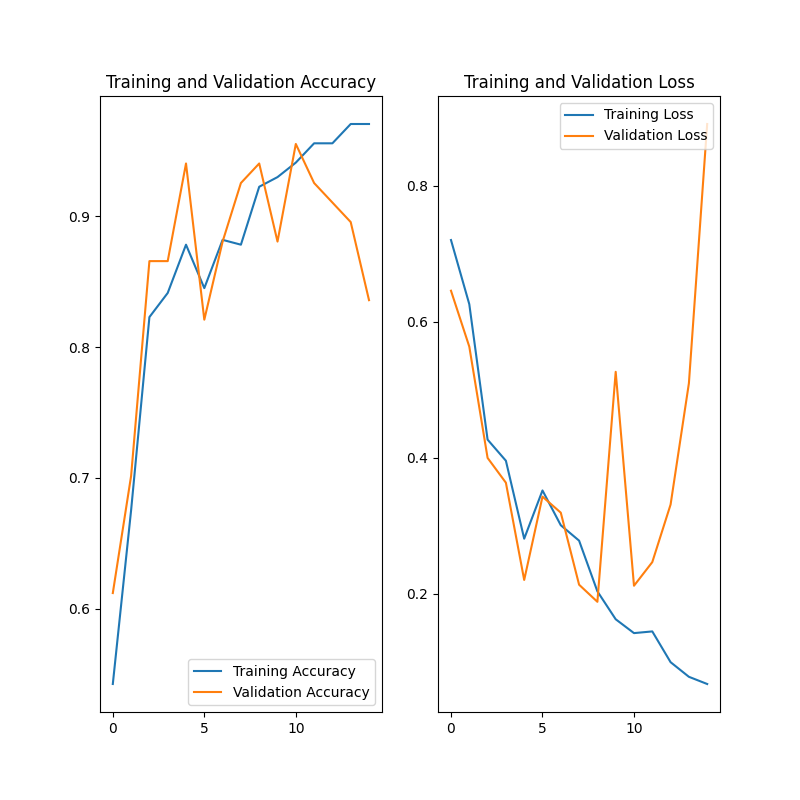 Training and Validation Accuracy
0.9
0.8
0.7
0.6
0
5
10
Training Accuracy
Validation Accuracy
Training and Validation Loss
0.8
0.6
0.4
0.2
0
5
10
Training Loss
Validation Loss